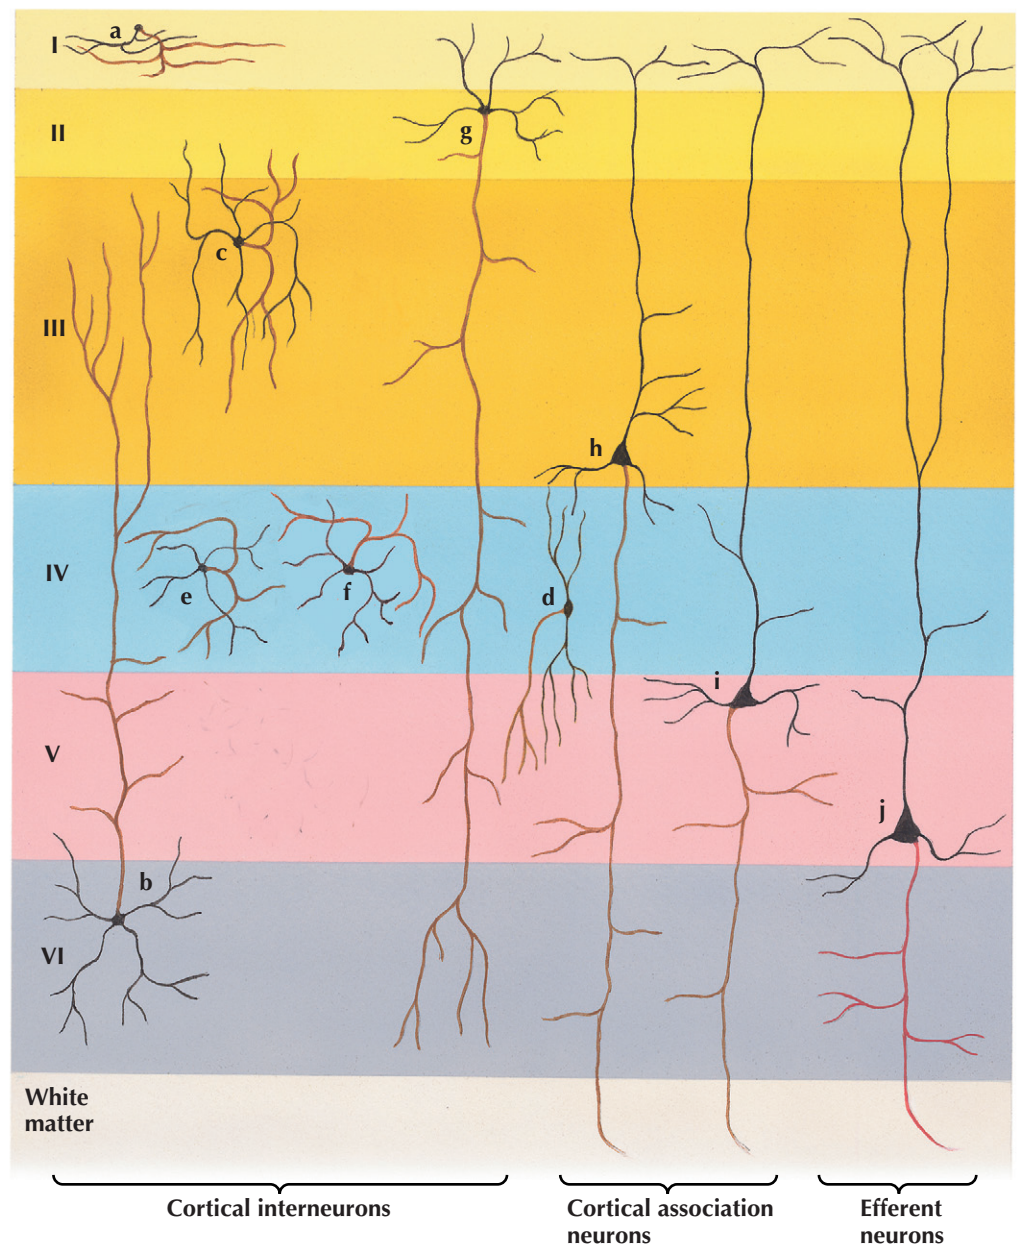 I
a
II
g
c
III
h
IV
e
f
d
i
V
j
b
VI
White
matter
Cortical interneurons
Cortical association
neurons
Efferent
neurons